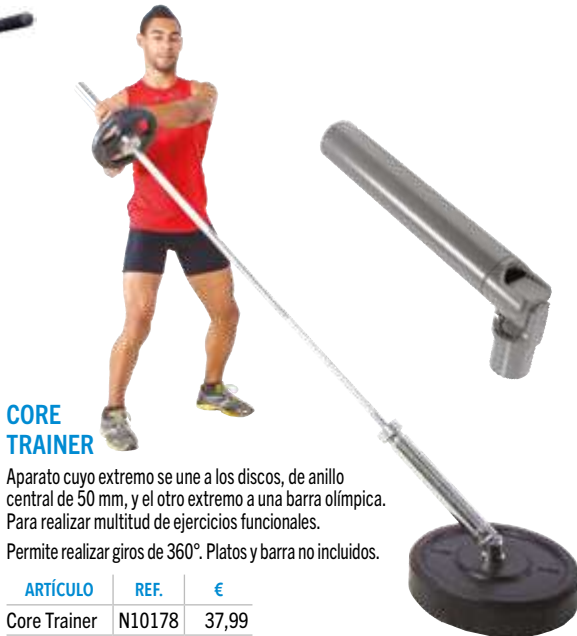 CORE
TRAINER
Aparato cuyo extremo se une a los discos, de anillo
central de 50 mm, y el otro extremo a una barra olímpica.
Para realizar multitud de ejercicios funcionales.
Permite realizar giros de 360°. Platos y barra no incluidos.
ARTÍCULO REF. €
Core Trainer N10178 37,99